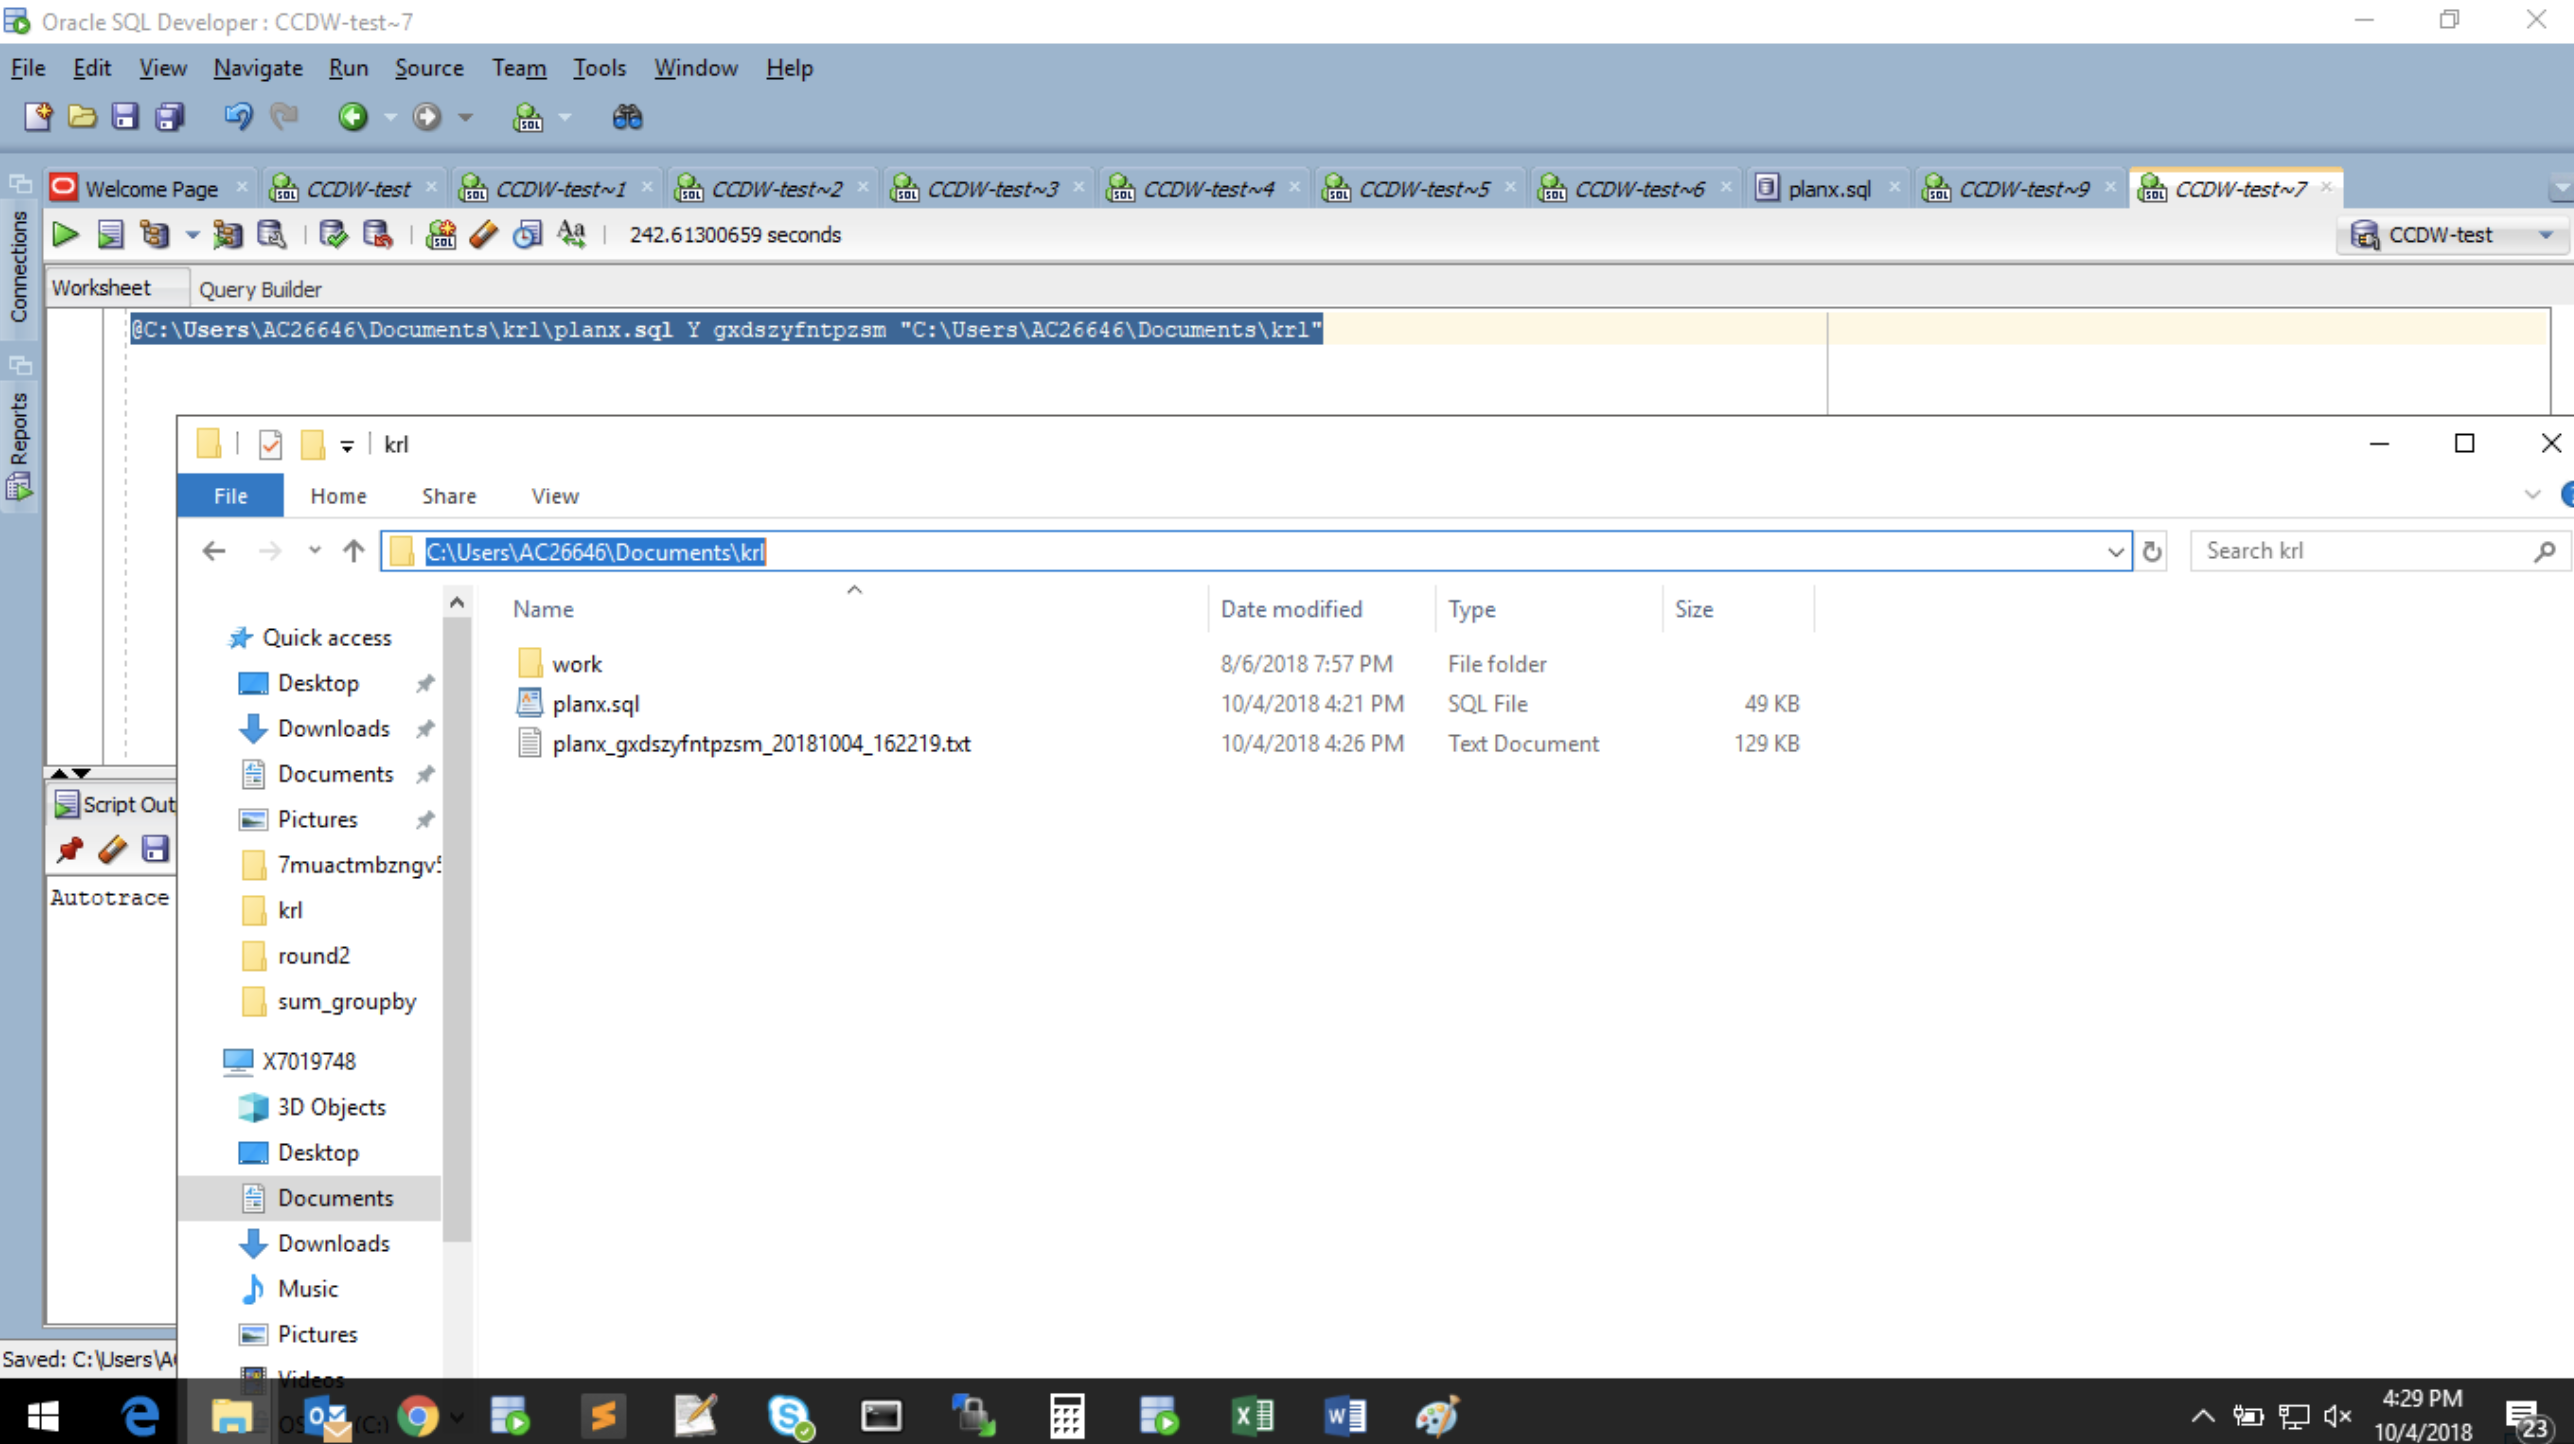 Oracle SQL Developer : CCDW-test~7
File Edit View Navigate Run Source Team Tools Window Help
Welcome Page CCDW-test CCDW-test~1 CCDW-test~2 CCDW-test~3 CCDW-test~4 CCDW-test~5 CCDW-test~6 planx.sql CCDW-test~9 CCDW-test~7
242.61300659 seconds CCDW-test
Connections
Reports
Worksheet Query Builder
@C:\Users\AC26646\Documents\krl\planx.sql Y gxdszyfntpzsm "C:\Users\AC26646\Documents\krl"
krl
File Home Share View
C:\Users\AC26646\Documents\krl Search krl
Name Date modified Type Size
work 8/6/2018 7:57 PM File folder
planx.sql 10/4/2018 4:21 PM SQL File 49 KB
planx_gxdszyfntpzsm_20181004_162219.txt 10/4/2018 4:26 PM Text Document 129 KB
Quick access
Desktop
Downloads
Documents
Pictures
7muactmbzngv5
krl
round2
sum_groupby
X7019748
3D Objects
Desktop
Documents
Downloads
Music
Pictures
Videos
OS (C:)
Script Out
Autotrace
Saved: C:\Users\A
4:29 PM
10/4/2018
23